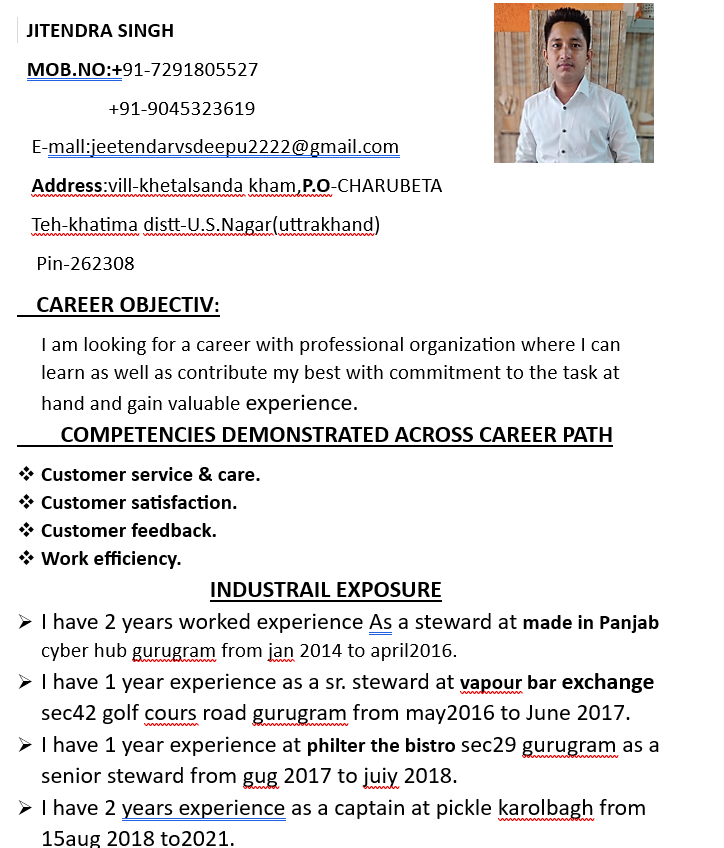 JITENDRA SINGH
MOB.NO:+91-7291805527
+91-9045323619
E-mall:jeetendarvsdeepu2222@gmail.com
Address:vill-khetalsanda kham,P.O-CHARUBETA
Teh-khatima distt-U.S.Nagar(uttrakhand)
Pin-262308
CAREER OBJECTIV:
I am looking for a career with professional organization where I can
learn as well as contribute my best with commitment to the task at
hand and gain valuable experience.
COMPETENCIES DEMONSTRATED ACROSS CAREER PATH
❖ Customer service & care.
❖ Customer satisfaction.
❖ Customer feedback.
❖ Work efficiency.
INDUSTRAIL EXPOSURE
➢ I have 2 years worked experience As a steward at made in Panjab
cyber hub gurugram from jan 2014 to april2016.
➢ I have 1 year experience as a sr. steward at vapour bar exchange
sec42 golf cours road gurugram from may2016 to June 2017.
➢ I have 1 year experience at philter the bistro sec29 gurugram as a
senior steward from gug 2017 to juiy 2018.
➢ I have 2 years experience as a captain at pickle karolbagh from
15aug 2018 to2021.